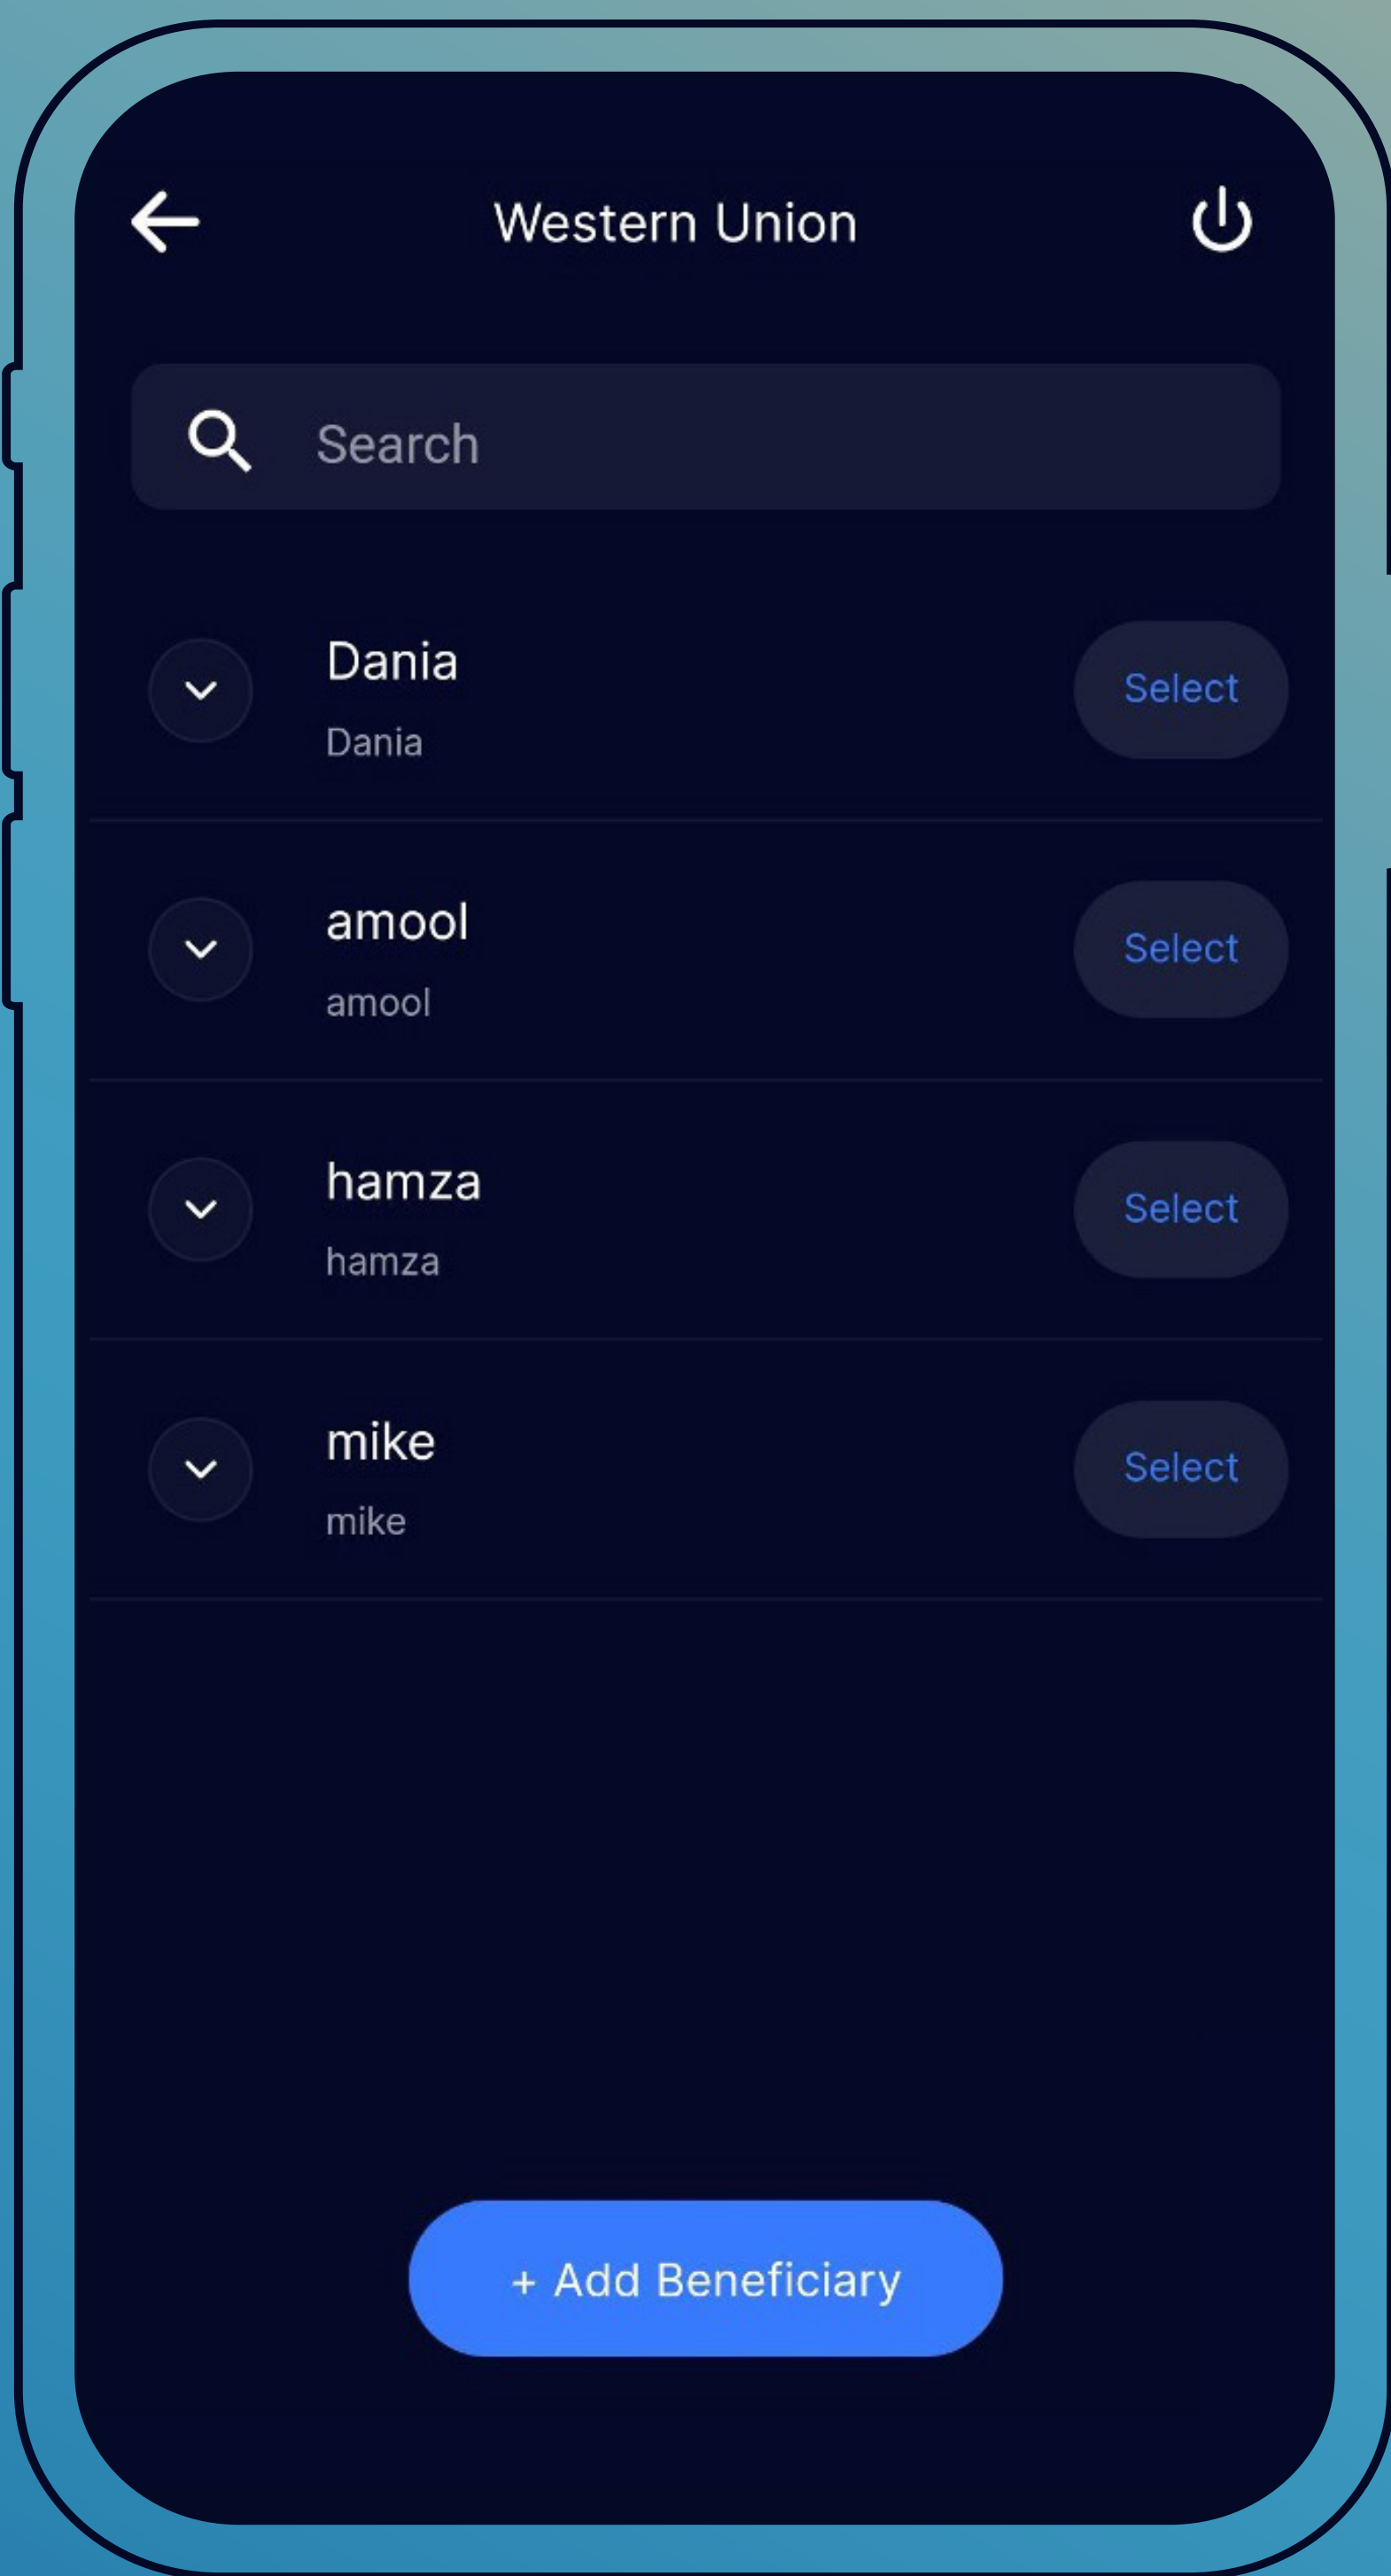 Western Union
Search
Dania
Dania
Select
amool
amool
Select
hamza
hamza
Select
mike
mike
Select
+ Add Beneficiary